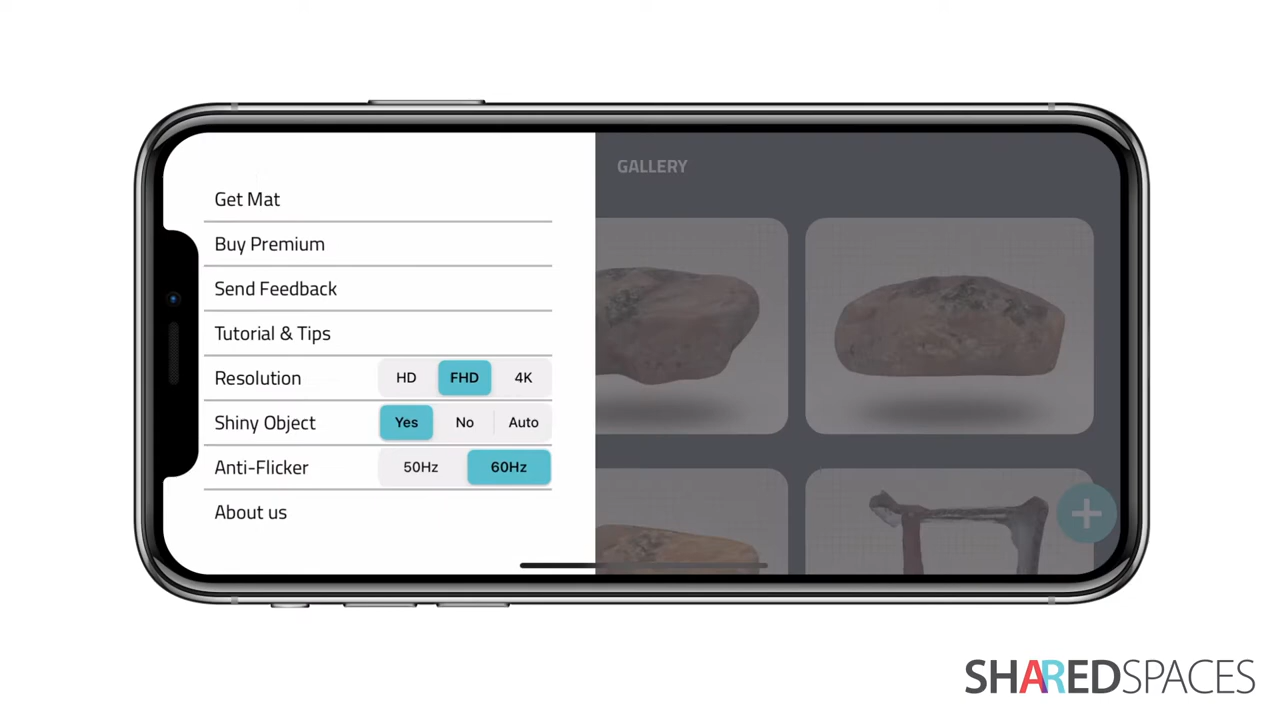 GALLERY
Get Mat
Buy Premium
Send Feedback
Tutorial & Tips
Resolution HD FHD 4K
Shiny Object Yes No Auto
Anti-Flicker 50Hz 60Hz
About us
SHAREDSPACES